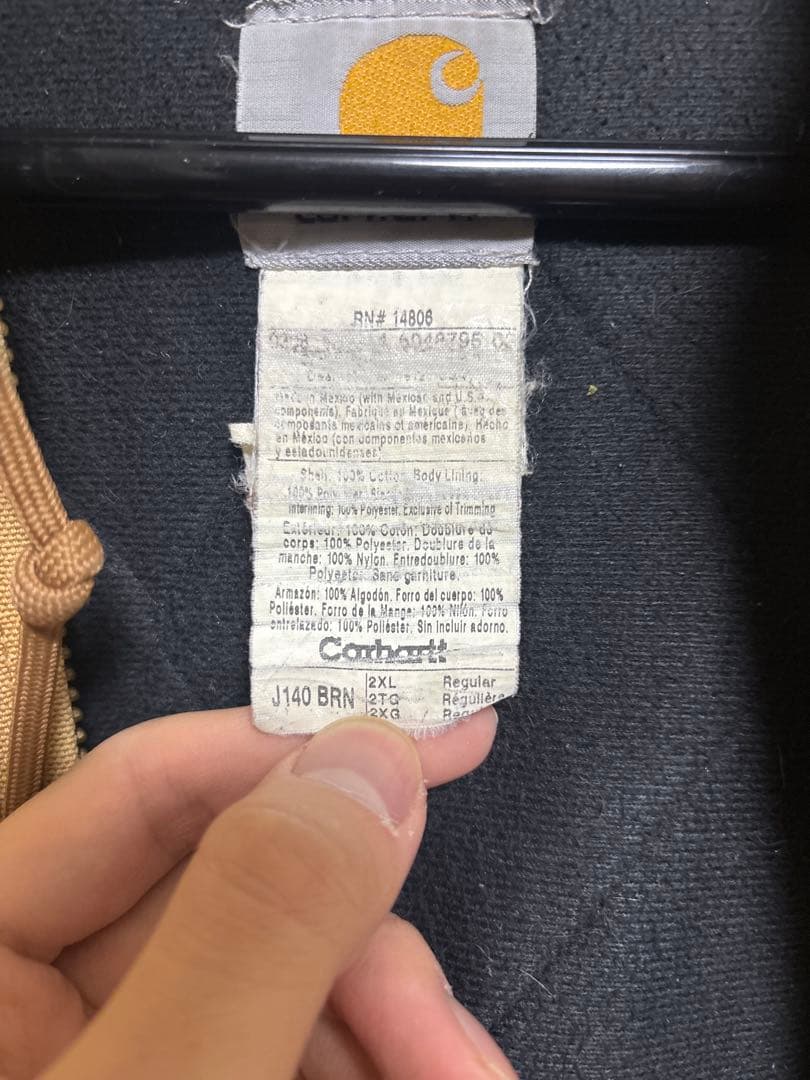 RN# 14806
Made in Mexico (with Mexican and U.S.A.
components). Fabriqué au Mexique (avec des
composants mexicains et américains). Hecho
en México (con componentes mexicanos
y estadounidenses)
Shell: 100% Cotton Body Lining:
100%
Interlining: 100% Polyester, Exclusive of Trimming
Extérieur: 100% Coton; Doublure du
corps: 100% Polyester. Doublure de la
manche: 100% Nylon. Entredoublure: 100%
Polyester. Sans garniture.
Armazón: 100% Algodón. Forro del cuerpo: 100%
Poliéster. Forro de la Manga: 100% Nilón. Forro
entrelazado: 100% Poliéster. Sin incluir adorno.
Carhartt
J140 BRN
2XL Regular
2TG Régulière
2XG